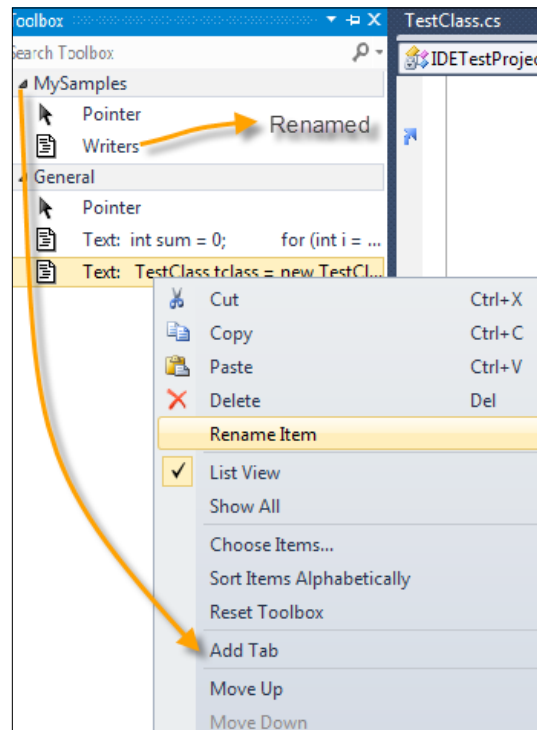 Toolbox
TestClass.cs
Search Toolbox
IDETestProjec
MySamples
Pointer
Renamed
Writers
General
Pointer
Text: int sum = 0; for (int i = ...
Text: TestClass tclass = new TestCl...
Cut Ctrl+X
Copy Ctrl+C
Paste Ctrl+V
Delete Del
Rename Item
List View
Show All
Choose Items...
Sort Items Alphabetically
Reset Toolbox
Add Tab
Move Up
Move Down